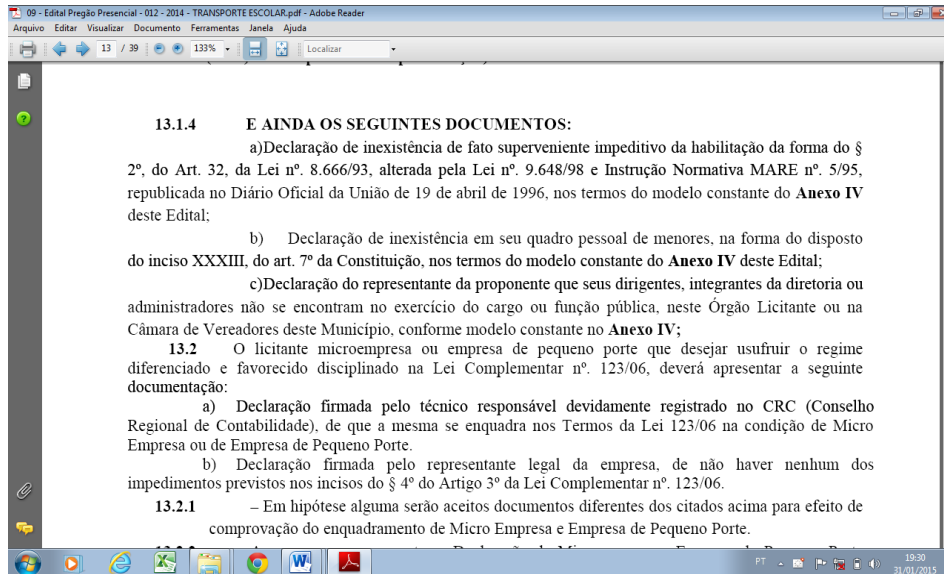 09 - Edital Pregão Presencial - 012 - 2014 - TRANSPORTE ESCOLAR.pdf - Adobe Reader
Arquivo Editar Visualizar Documento Ferramentas Janela Ajuda
13 / 39 133% Localizar
13.1.4 E AINDA OS SEGUINTES DOCUMENTOS:
a)Declaração de inexistência de fato superveniente impeditivo da habilitação da forma do §
2º, do Art. 32, da Lei nº. 8.666/93, alterada pela Lei nº. 9.648/98 e Instrução Normativa MARE nº. 5/95,
republicada no Diário Oficial da União de 19 de abril de 1996, nos termos do modelo constante do Anexo IV
deste Edital;
b) Declaração de inexistência em seu quadro pessoal de menores, na forma do disposto
do inciso XXXIII, do art. 7º da Constituição, nos termos do modelo constante do Anexo IV deste Edital;
c)Declaração do representante da proponente que seus dirigentes, integrantes da diretoria ou
administradores não se encontram no exercício do cargo ou função pública, neste Órgão Licitante ou na
Câmara de Vereadores deste Município, conforme modelo constante no Anexo IV;
13.2 O licitante microempresa ou empresa de pequeno porte que desejar usufruir o regime
diferenciado e favorecido disciplinado na Lei Complementar nº. 123/06, deverá apresentar a seguinte
documentação:
a) Declaração firmada pelo técnico responsável devidamente registrado no CRC (Conselho
Regional de Contabilidade), de que a mesma se enquadra nos Termos da Lei 123/06 na condição de Micro
Empresa ou de Empresa de Pequeno Porte.
b) Declaração firmada pelo representante legal da empresa, de não haver nenhum dos
impedimentos previstos nos incisos do § 4º do Artigo 3º da Lei Complementar nº. 123/06.
13.2.1 – Em hipótese alguma serão aceitos documentos diferentes dos citados acima para efeito de
comprovação do enquadramento de Micro Empresa e Empresa de Pequeno Porte.
PT 19:30
31/01/2015